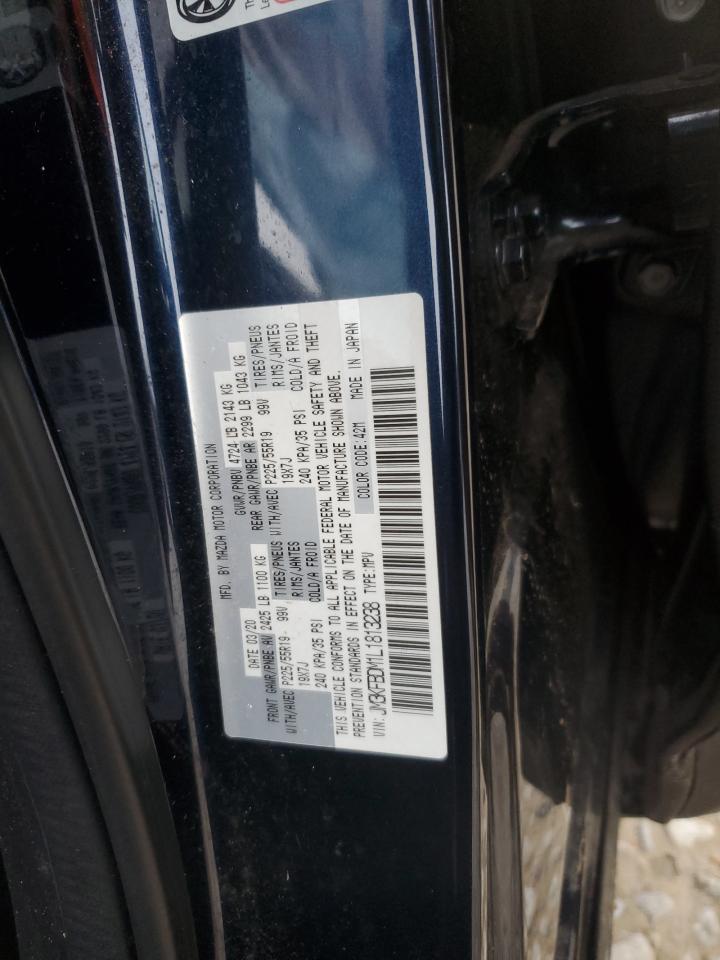 MFD. BY MAZDA MOTOR CORPORATION
DATE 03/20 GVWR/PNBV 4724 LB 2143 KG
FRONT GAWR/PNBE AV 2425 LB 1100 KG REAR GAWR/PNBE AR 2299 LB 1043 KG
WITH/AVEC P225/55R19 99V TIRES/PNEUS WITH/AVEC P225/55R19 99V TIRES/PNEUS
19X7J RIMS/JANTES 19X7J RIMS/JANTES
240 KPA/35 PSI COLD/A FROID 240 KPA/35 PSI COLD/A FROID
THIS VEHICLE CONFORMS TO ALL APPLICABLE FEDERAL MOTOR VEHICLE SAFETY AND THEFT
PREVENTION STANDARDS IN EFFECT ON THE DATE OF MANUFACTURE SHOWN ABOVE.
VIN: JM3KFBDM1L1813238 TYPE:MPV COLOR CODE:42M MADE IN JAPAN